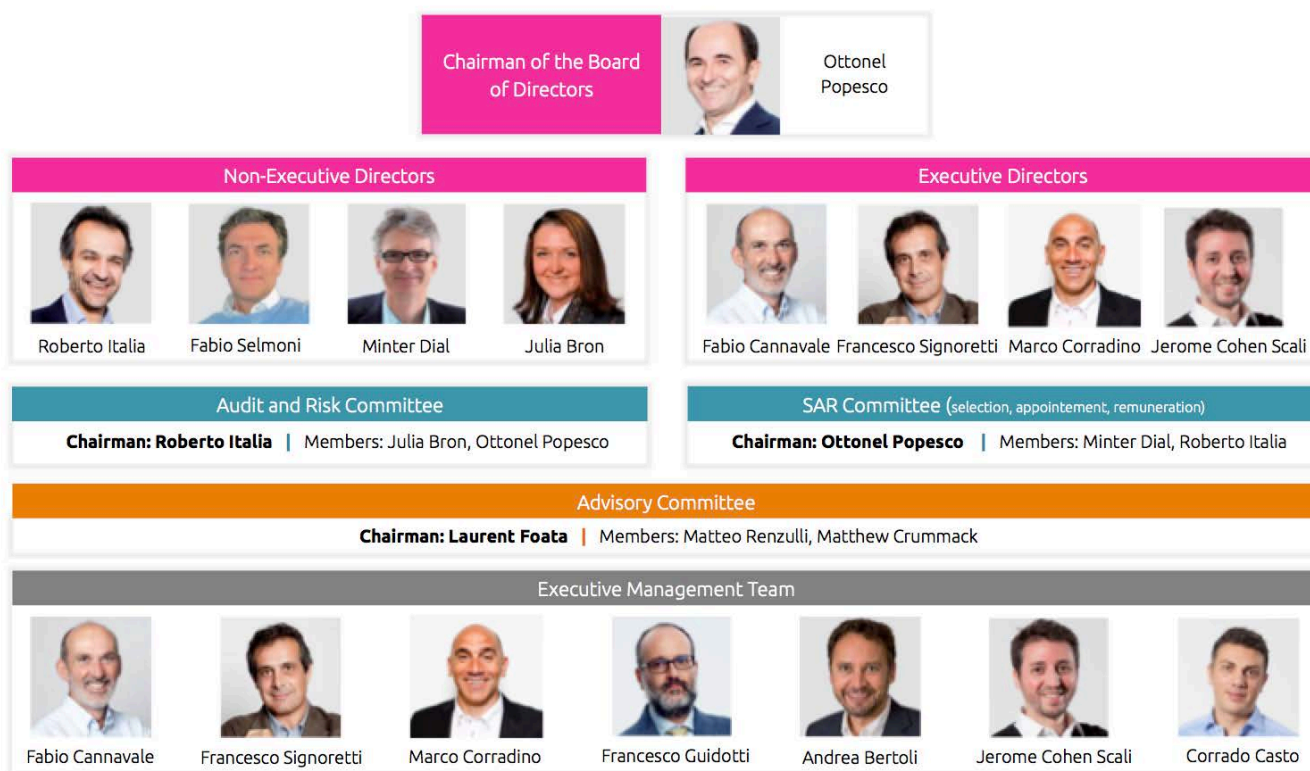 Chairman of the Board
of Directors
Ottonel
Popesco
Non-Executive Directors
Roberto Italia
Fabio Selmoni
Minter Dial
Julia Bron
Executive Directors
Fabio Cannavale
Francesco Signoretti
Marco Corradino
Jerome Cohen Scali
Audit and Risk Committee
Chairman: Roberto Italia | Members: Julia Bron, Ottonel Popesco
SAR Committee (selection, appointement, remuneration)
Chairman: Ottonel Popesco | Members: Minter Dial, Roberto Italia
Advisory Committee
Chairman: Laurent Foata | Members: Matteo Renzulli, Matthew Crummack
Executive Management Team
Fabio Cannavale
Francesco Signoretti
Marco Corradino
Francesco Guidotti
Andrea Bertoli
Jerome Cohen Scali
Corrado Casto